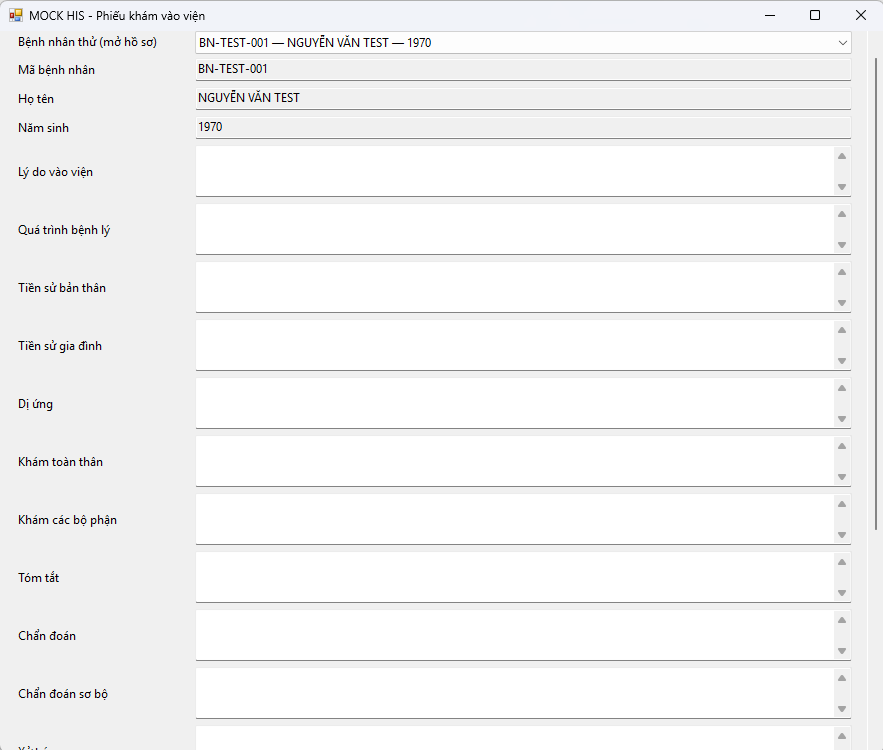 MOCK HIS - Phiếu khám vào viện
Bệnh nhân thử (mở hồ sơ) BN-TEST-001 — NGUYỄN VĂN TEST — 1970
Mã bệnh nhân BN-TEST-001
Họ tên NGUYỄN VĂN TEST
Năm sinh 1970
Lý do vào viện
Quá trình bệnh lý
Tiền sử bản thân
Tiền sử gia đình
Dị ứng
Khám toàn thân
Khám các bộ phận
Tóm tắt
Chẩn đoán
Chẩn đoán sơ bộ